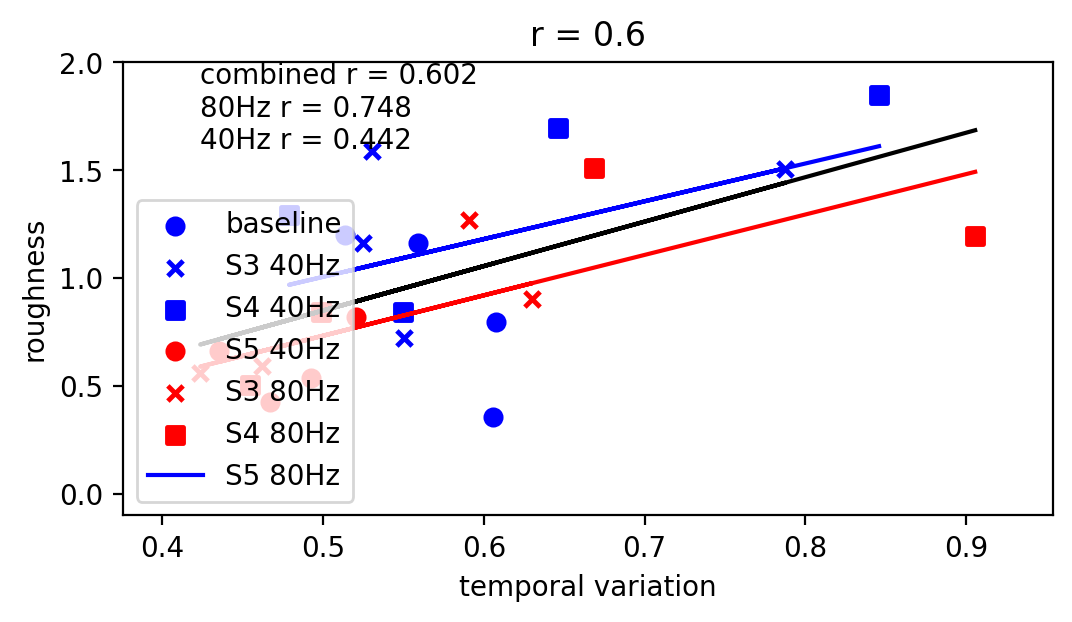 r = 0.6
combined r = 0.602
80Hz r = 0.748
40Hz r = 0.442
baseline
S3 40Hz
S4 40Hz
S5 40Hz
S3 80Hz
S4 80Hz
S5 80Hz
roughness
2.0
1.5
1.0
0.5
0.0
0.4 0.5 0.6 0.7 0.8 0.9
temporal variation